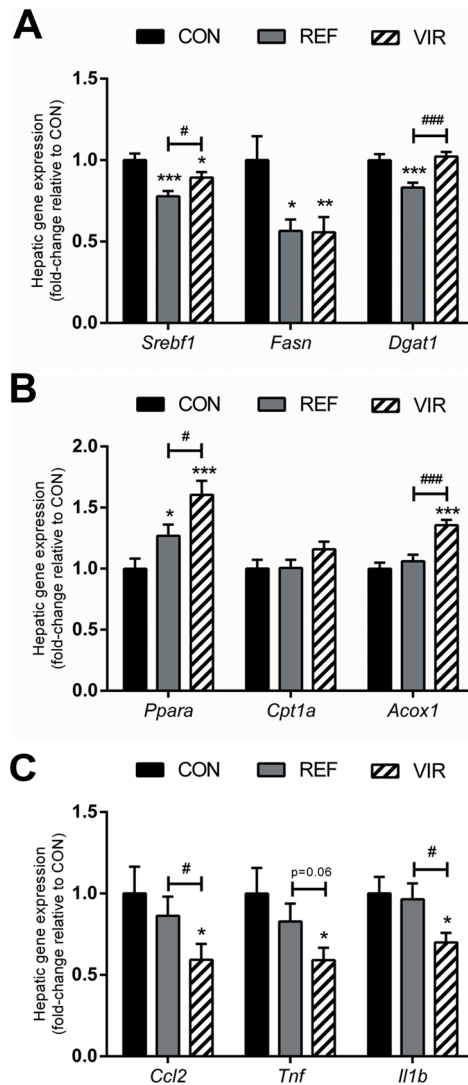 A
CON REF VIR
Hepatic gene expression
(fold-change relative to CON)
1.5
1.0
0.5
0.0
*** # *
* **
*** ###
Srebf1 Fasn Dgat1
B
CON REF VIR
Hepatic gene expression
(fold-change relative to CON)
2.0
1.5
1.0
0.5
0.0
* # ***
### ***
Ppara Cpt1a Acox1
C
CON REF VIR
Hepatic gene expression
(fold-change relative to CON)
1.5
1.0
0.5
0.0
# *
p=0.06 *
# *
Ccl2 Tnf Il1b